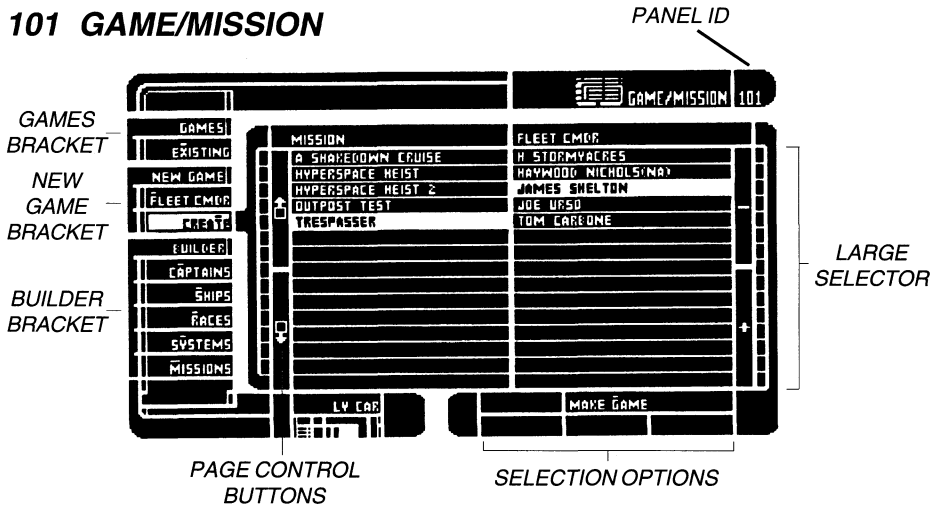 101 GAME/MISSION
PANEL ID
GAME/MISSION 101
GAMES
BRACKET
NEW
GAME
BRACKET
BUILDER
BRACKET
GAMES
EXISTING
NEW GAME
FLEET CMDR
CREATE
BUILDER
CAPTAINS
SHIPS
RACES
SYSTEMS
MISSIONS
MISSION
A SHAKEDOWN CRUISE
HYPERSPACE HEIST
HYPERSPACE HEIST 2
OUTPOST TEST
TRESPASSER
FLEET CMDR
H STORMYACRES
HAYWOOD NICHOLS(NA)
JAMES SHELTON
JOE URSO
TOM CARBONE
-
+
LARGE
SELECTOR
LY CAR
MAKE GAME
PAGE CONTROL
BUTTONS
SELECTION OPTIONS